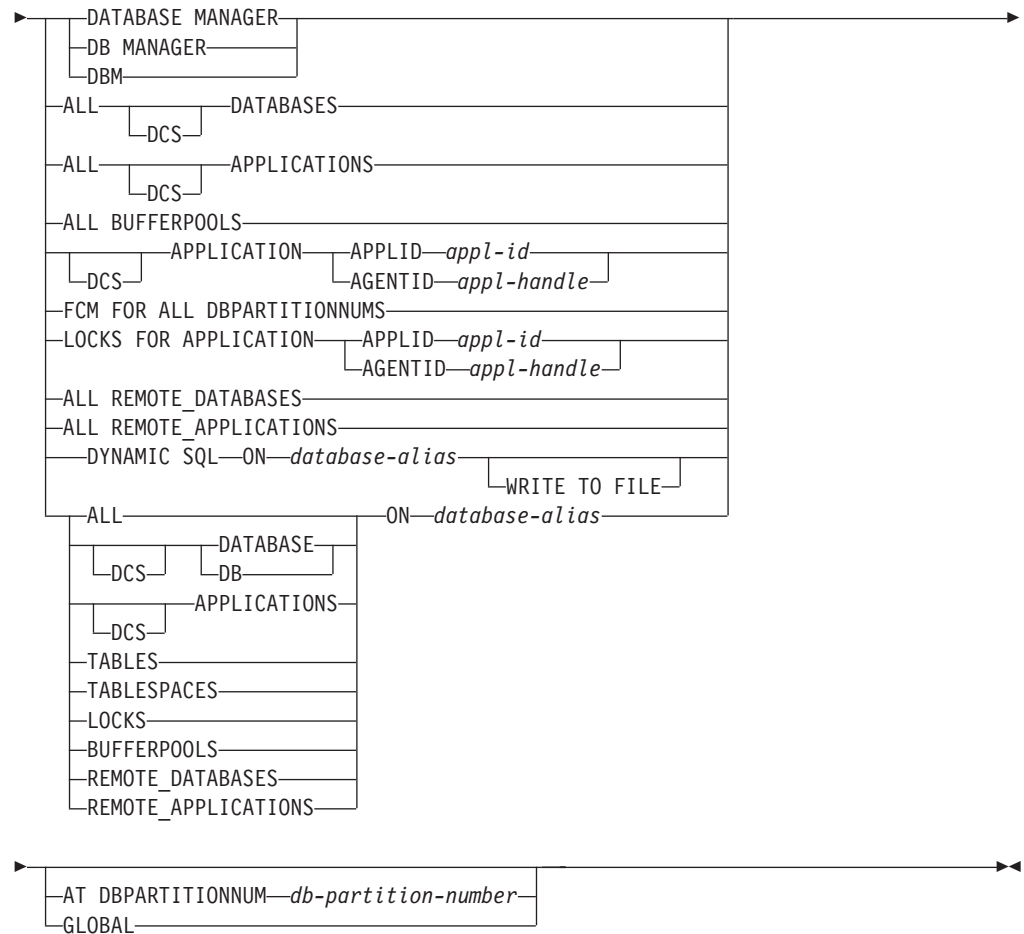 DATABASE MANAGER
DB MANAGER
DBM
ALL DATABASES
DCS
ALL APPLICATIONS
DCS
ALL BUFFERPOOLS
APPLICATION APPLID appl-id
DCS AGENTID appl-handle
FCM FOR ALL DBPARTITIONNUMS
LOCKS FOR APPLICATION APPLID appl-id
AGENTID appl-handle
ALL REMOTE_DATABASES
ALL REMOTE_APPLICATIONS
DYNAMIC SQL ON database-alias
WRITE TO FILE
ALL ON database-alias
DATABASE
DCS DB
APPLICATIONS
DCS
TABLES
TABLESPACES
LOCKS
BUFFERPOOLS
REMOTE_DATABASES
REMOTE_APPLICATIONS
AT DBPARTITIONNUM db-partition-number
GLOBAL